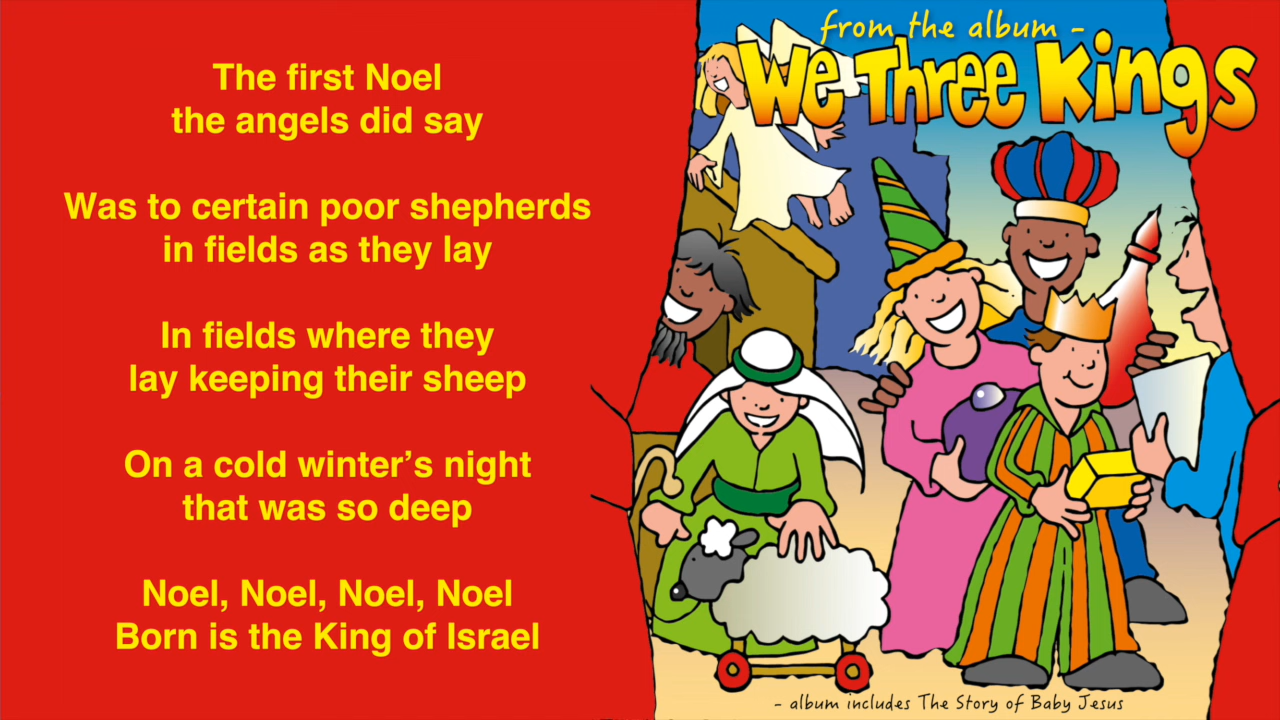 The first Noel
the angels did say
Was to certain poor shepherds
in fields as they lay
In fields where they
lay keeping their sheep
On a cold winter’s night
that was so deep
Noel, Noel, Noel, Noel
Born is the King of Israel
from the album -
We Three Kings
- album includes The Story of Baby Jesus